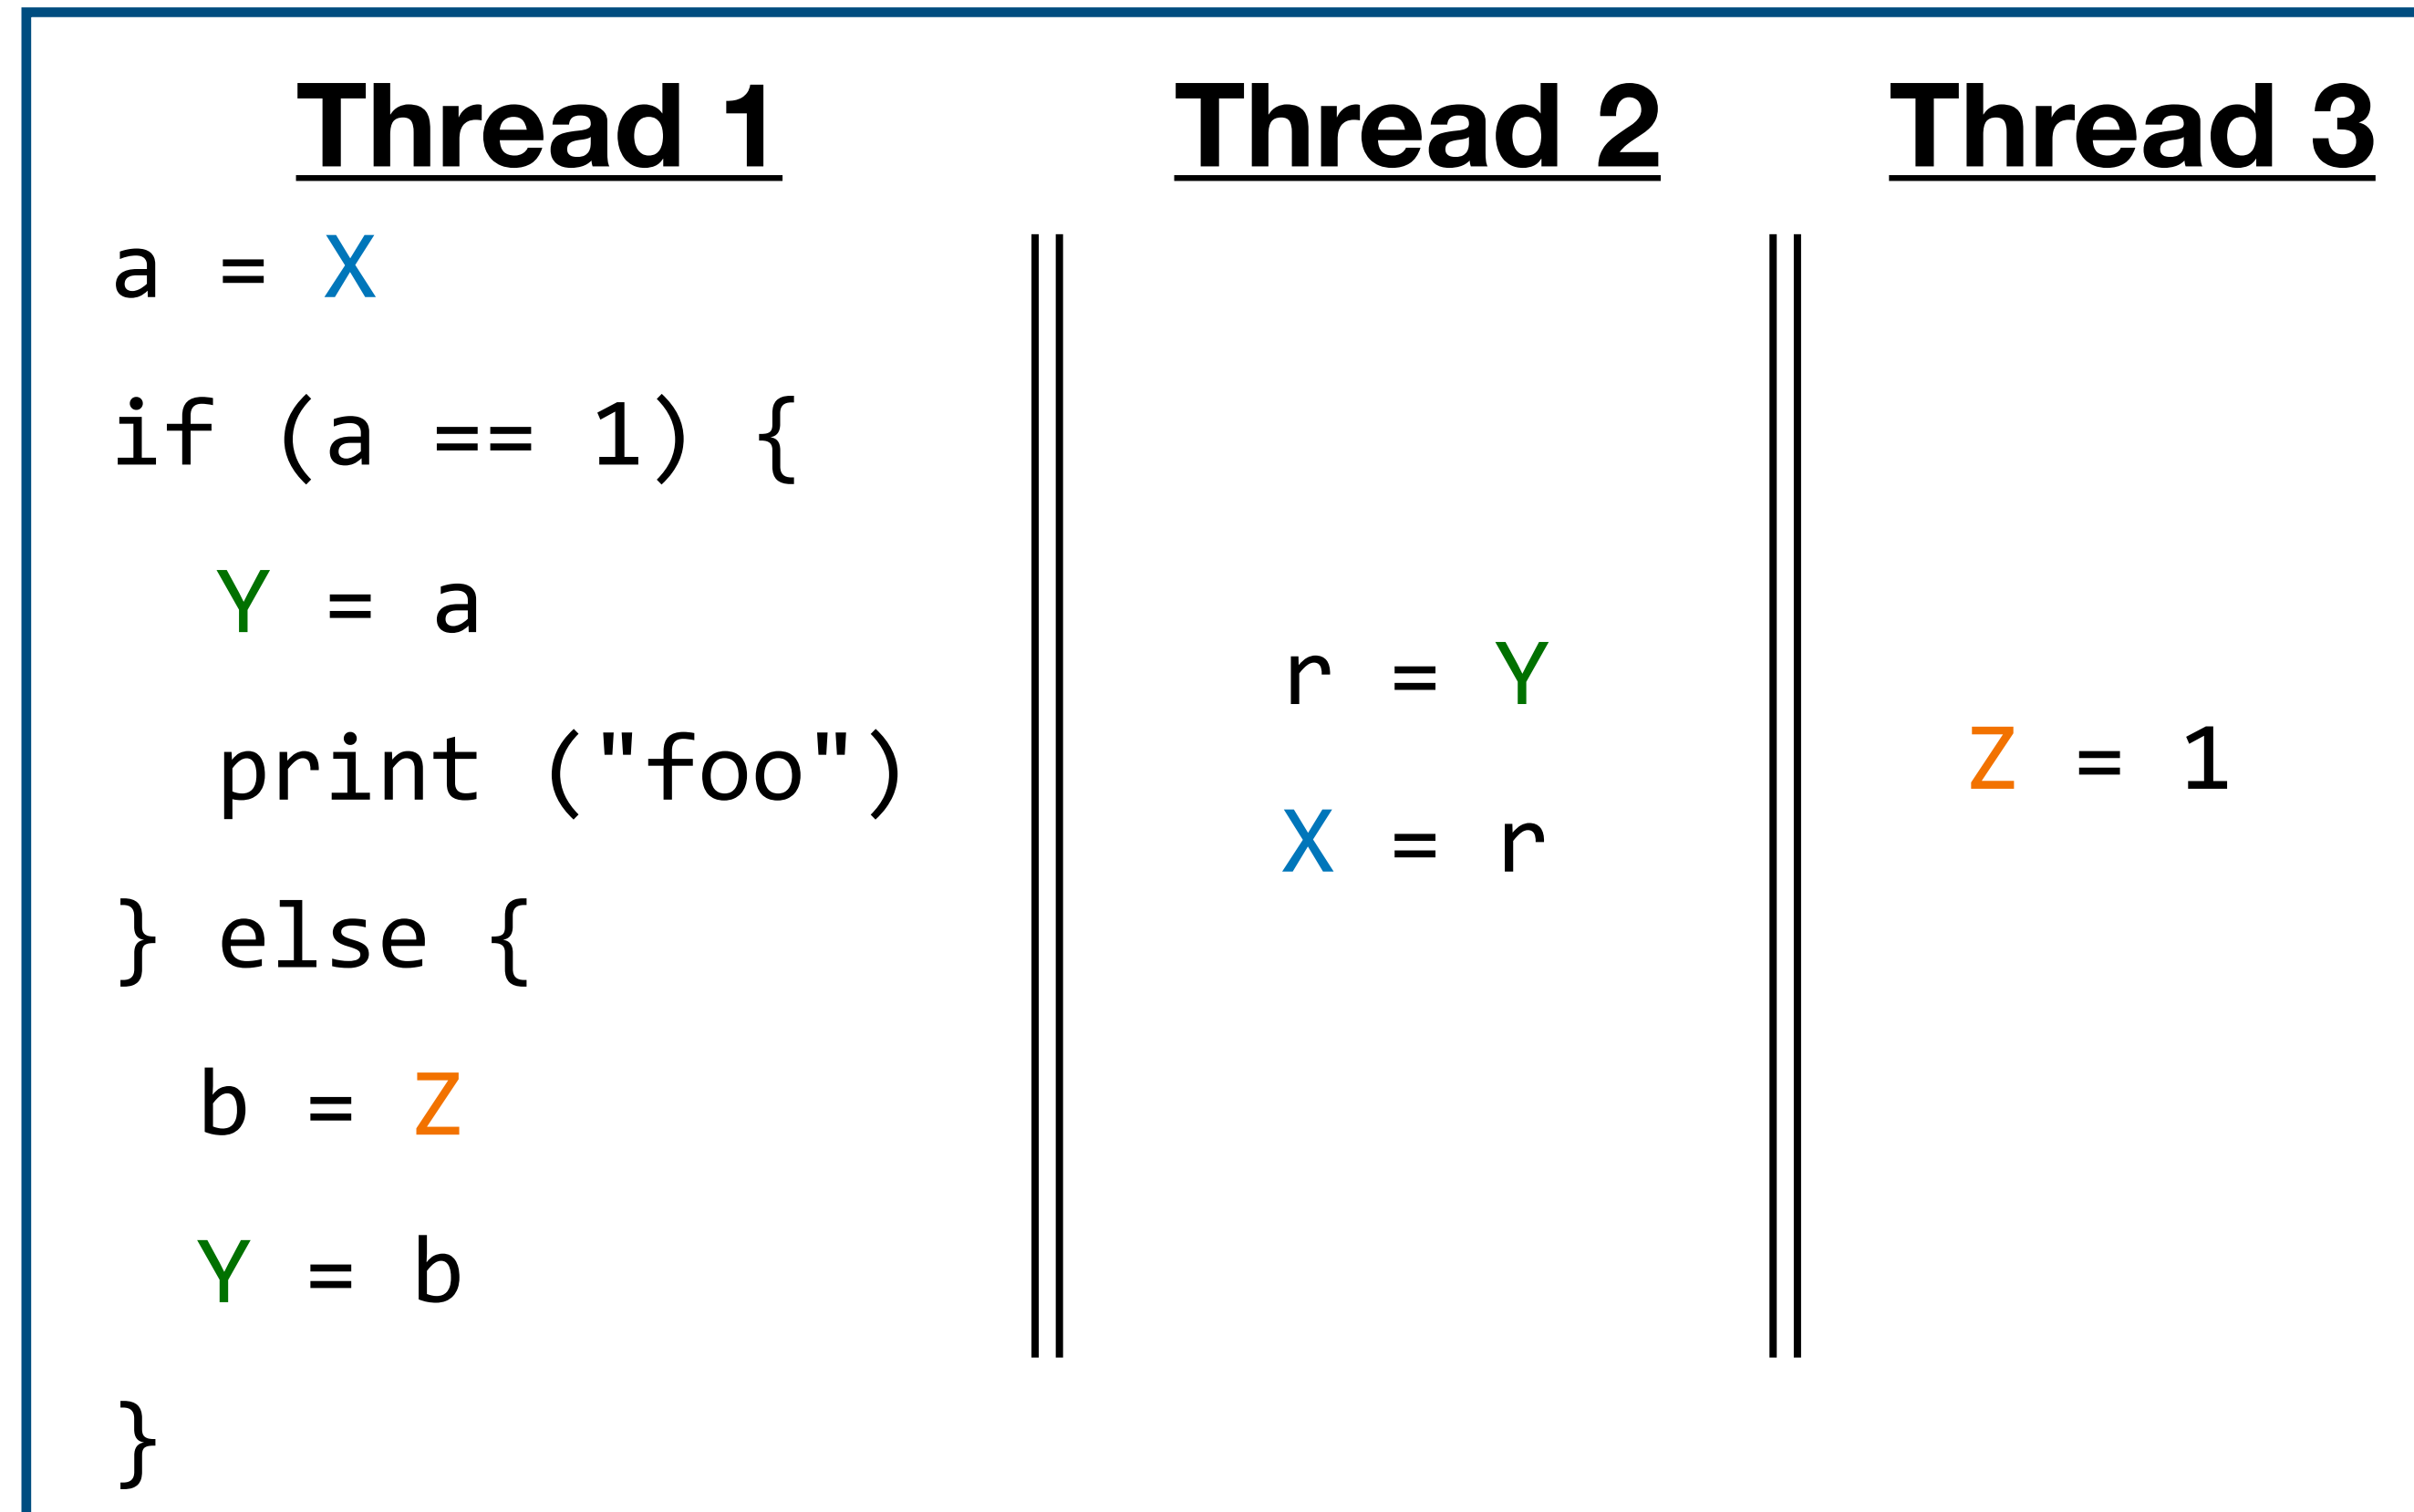 Thread 1
a = X
if (a == 1) {
Y = a
print ("foo")
} else {
b = Z
Y = b
}
Thread 2
r = Y
X = r
Thread 3
Z = 1